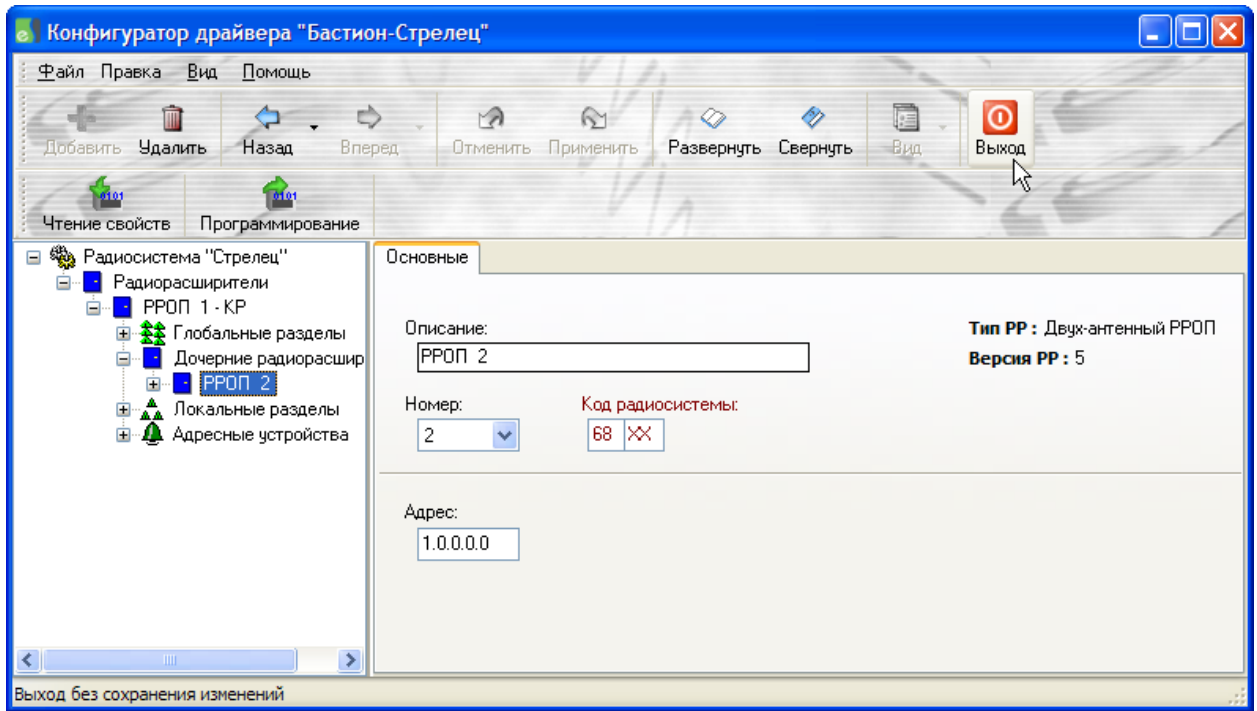 Конфигуратор драйвера "Бастион-Стрелец"
Файл Правка Вид Помощь
Добавить Удалить Назад Вперед Отменить Применить Развернуть Свернуть Вид Выход
0101 0101
Чтение свойств Программирование
Радиосистема "Стрелец"
Радиорасширители
РРОП 1 - КР
Глобальные разделы
Дочерние радиорасшир
РРОП 2
Локальные разделы
Адресные устройства
Основные
Описание:
РРОП 2
Тип РР : Двух-антенный РРОП
Версия РР : 5
Номер: Код радиосистемы:
2 68 XX
Адрес:
1.0.0.0.0
Выход без сохранения изменений